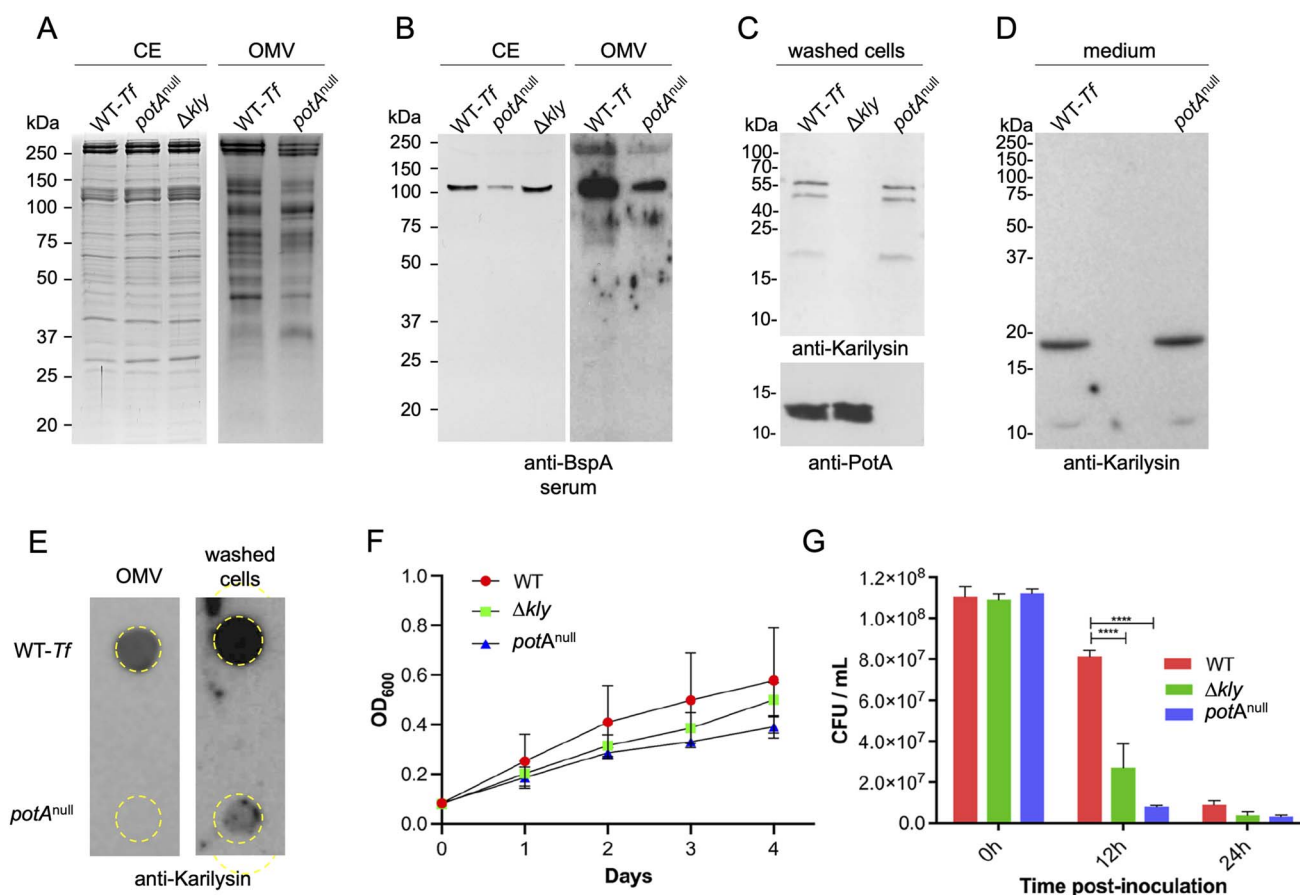 A
CE
OMV
WT-Tf
potAnull
Δkly
WT-Tf
potAnull
kDa
250
150
100
75
50
37
25
20
B
CE
OMV
WT-Tf
potAnull
Δkly
WT-Tf
potAnull
kDa
250
150
100
75
50
37
25
20
anti-BspA
serum
C
washed cells
WT-Tf
Δkly
potAnull
kDa
100-
70-
55-
40-
25-
15-
10-
anti-Karilysin
15-
10-
anti-PotA
D
medium
WT-Tf
potAnull
kDa
250-
150-
100-
75-
50-
37-
20-
15-
10-
anti-Karilysin
E
OMV
washed
cells
WT-Tf
potAnull
anti-Karilysin
F
OD600
1.0
0.8
0.6
0.4
0.2
0.0
WT
Δkly
potAnull
0 1 2 3 4
Days
G
CFU / mL
1.2×10⁸
1.0×10⁸
8.0×10⁷
6.0×10⁷
4.0×10⁷
2.0×10⁷
0.0
****
****
WT
Δkly
potAnull
0h 12h 24h
Time post-inoculation